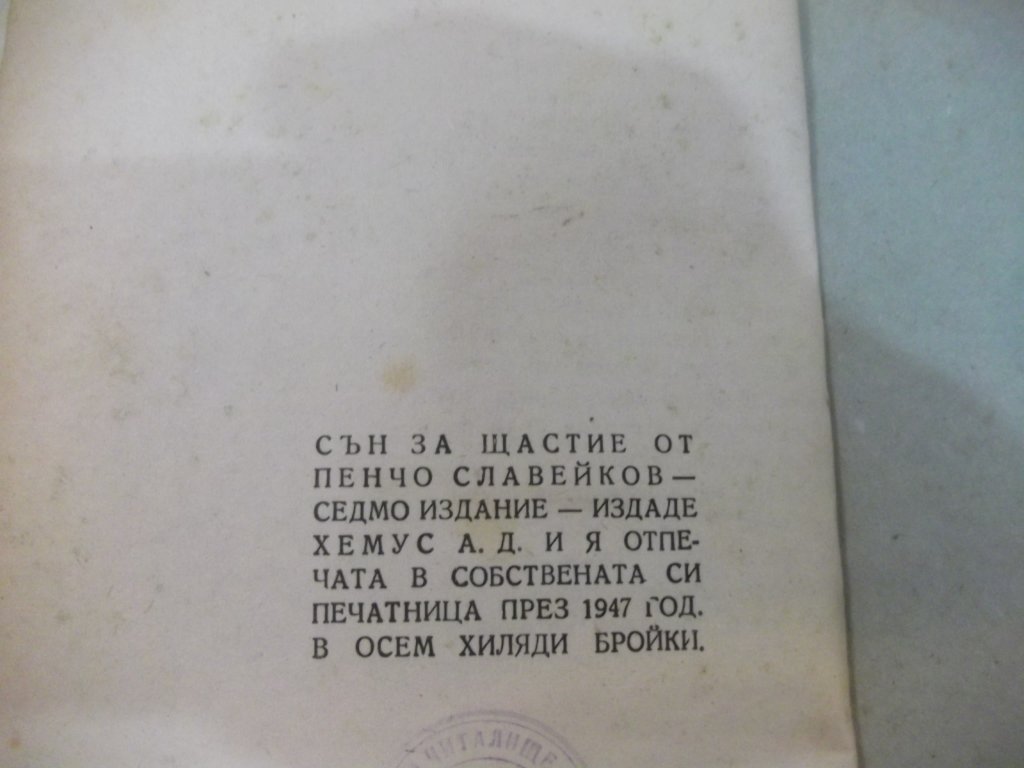 СЪН ЗА ЩАСТИЕ ОТ
ПЕНЧО СЛАВЕЙКОВ —
СЕДМО ИЗДАНИЕ — ИЗДАДЕ
ХЕМУС А. Д. И Я ОТПЕ-
ЧАТА В СОБСТВЕНАТА СИ
ПЕЧАТНИЦА ПРЕЗ 1947 ГОД.
В ОСЕМ ХИЛЯДИ БРОЙКИ.
ЧИТАЛИЩЕ